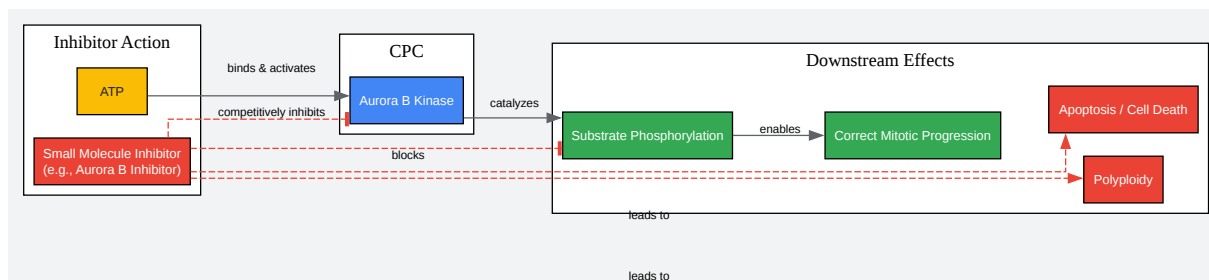 Inhibitor Action
ATP
Small Molecule Inhibitor
(e.g., Aurora B Inhibitor)
binds & activates
competitively inhibits
blocks
CPC
Aurora B Kinase
catalyzes
Downstream Effects
Substrate Phosphorylation
enables
Correct Mitotic Progression
Apoptosis / Cell Death
Polyploidy
leads to
leads to